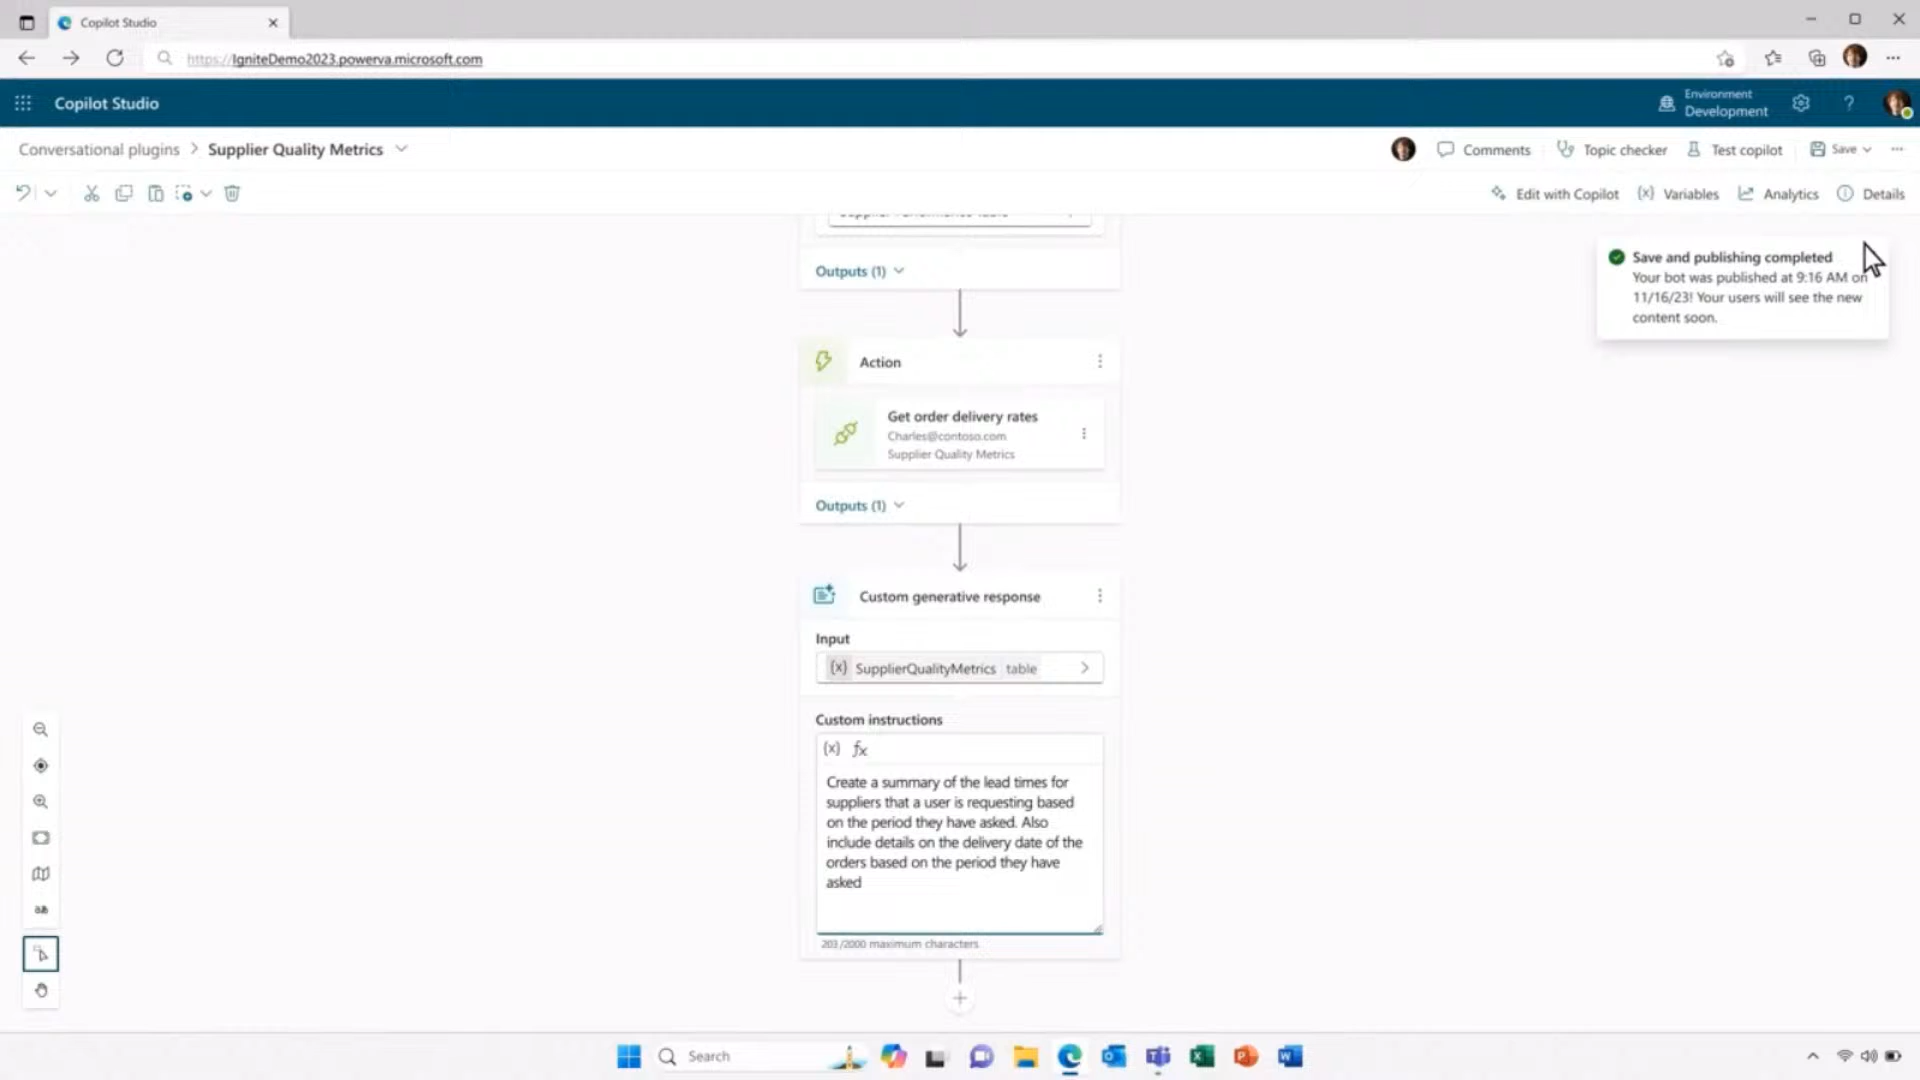 Copilot Studio
https://IgniteDemo2023.powerva.microsoft.com
Copilot Studio
Environment
Development
?
Conversational plugins > Supplier Quality Metrics
Comments
Topic checker
Test copilot
Save
Edit with Copilot
{x} Variables
Analytics
Details
Outputs (1)
Save and publishing completed
Your bot was published at 9:16 AM on
11/16/23! Your users will see the new
content soon.
Action
Get order delivery rates
Charles@contoso.com
Supplier Quality Metrics
Outputs (1)
Custom generative response
Input
{x} SupplierQualityMetrics table
Custom instructions
{x} fx
Create a summary of the lead times for
suppliers that a user is requesting based
on the period they have asked. Also
include details on the delivery date of the
orders based on the period they have
asked
203/2000 maximum characters
Search